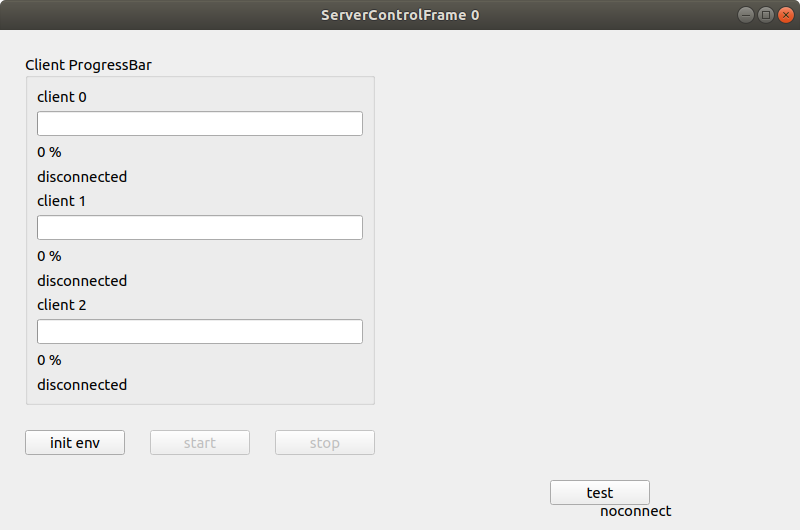 ServerControlFrame 0
Client ProgressBar
client 0
0 %
disconnected
client 1
0 %
disconnected
client 2
0 %
disconnected
init env
start
stop
test
noconnect